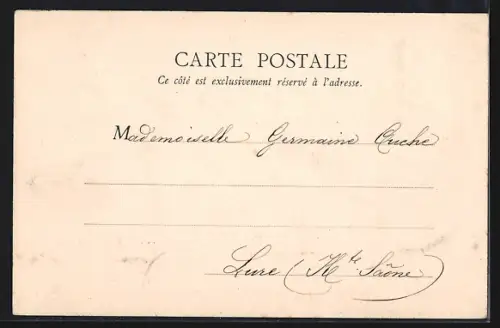 CARTE POSTALE
Ce côté est exclusivement réservé à l'adresse.
Mademoiselle Germaine Cuche
Lure (Hte Saône)